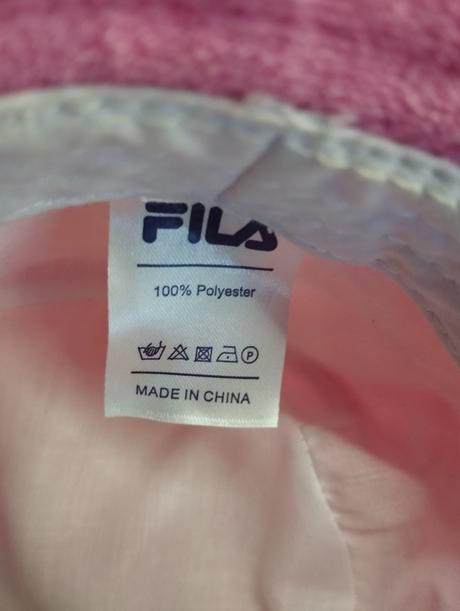 FILA
100% Polyester
P
MADE IN CHINA